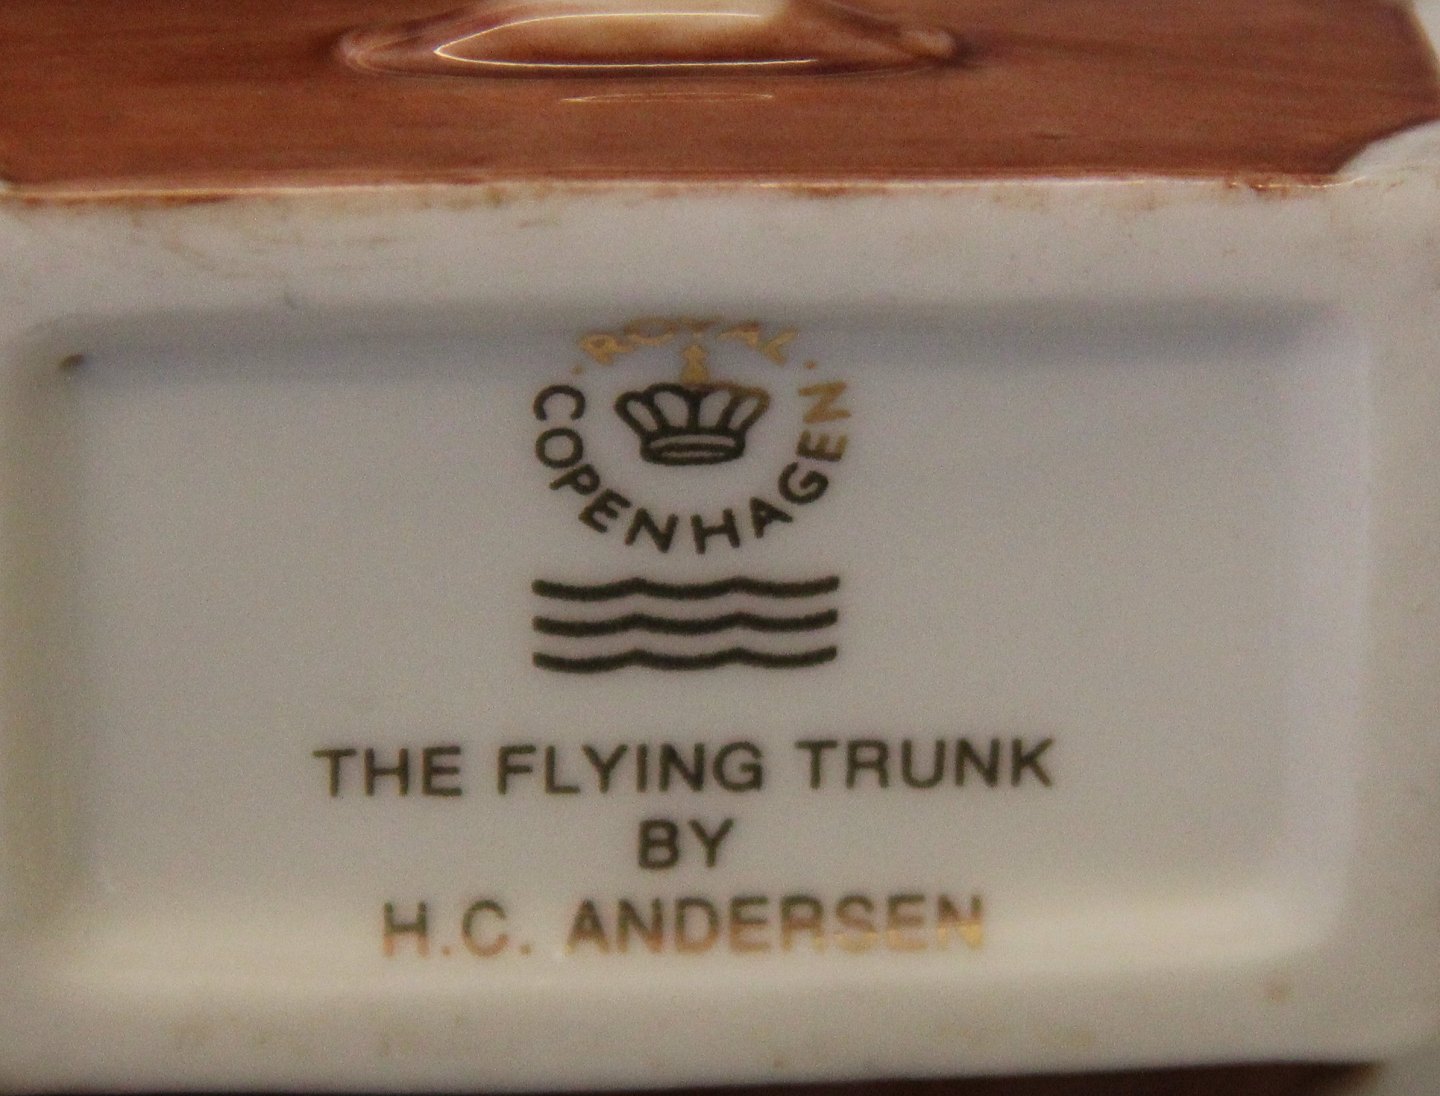 · ROYAL ·
COPENHAGEN
THE FLYING TRUNK
BY
H.C. ANDERSEN